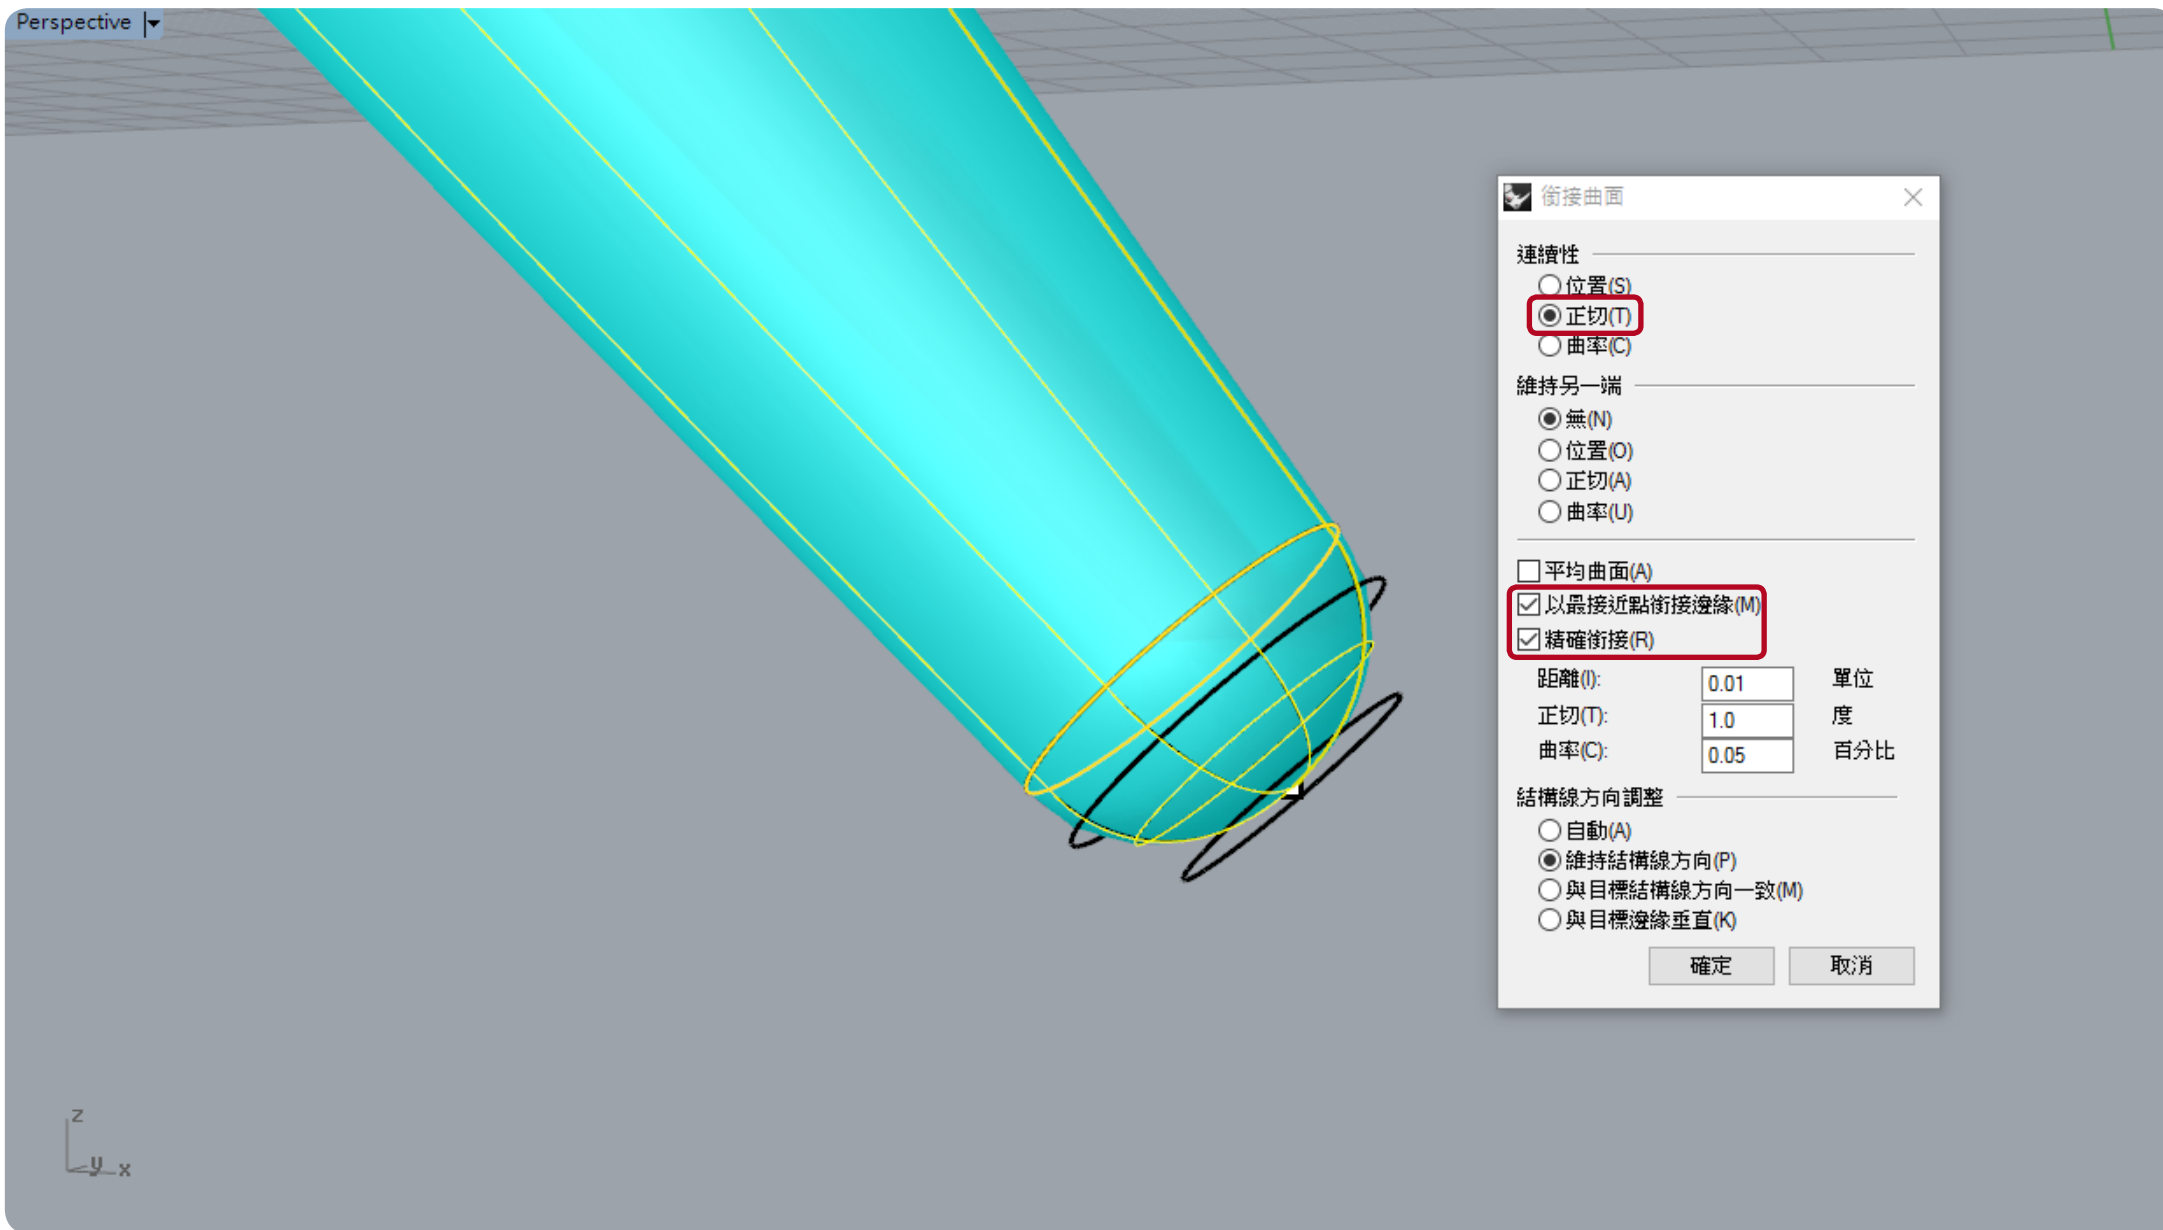 Perspective
銜接曲面
連續性
位置(S)
正切(T)
曲率(C)
維持另一端
無(N)
位置(O)
正切(A)
曲率(U)
平均曲面(A)
以最接近點銜接邊緣(M)
精確銜接(R)
距離(I): 0.01 單位
正切(T): 1.0 度
曲率(C): 0.05 百分比
結構線方向調整
自動(A)
維持結構線方向(P)
與目標結構線方向一致(M)
與目標邊緣垂直(K)
確定 取消
z
y x